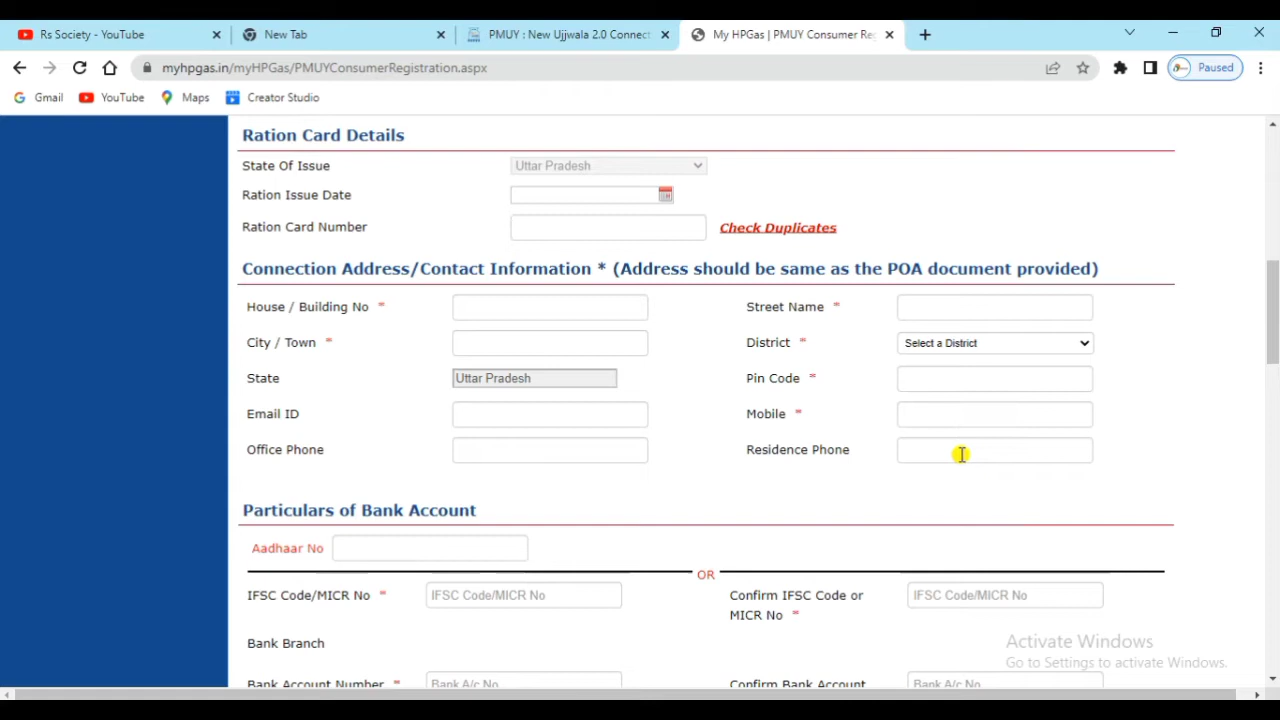 Rs Society - YouTube New Tab PMUY : New Ujjwala 2.0 Connect My HPGas | PMUY Consumer Reg
myhpgas.in/myHPGas/PMUYConsumerRegistration.aspx Paused
Gmail YouTube Maps Creator Studio
Ration Card Details
State Of Issue Uttar Pradesh
Ration Issue Date
Ration Card Number Check Duplicates
Connection Address/Contact Information * (Address should be same as the POA document provided)
House / Building No * Street Name *
City / Town * District * Select a District
State Uttar Pradesh Pin Code *
Email ID Mobile *
Office Phone Residence Phone
Particulars of Bank Account
Aadhaar No
OR
IFSC Code/MICR No * IFSC Code/MICR No Confirm IFSC Code or IFSC Code/MICR No
MICR No *
Bank Branch
Activate Windows
Go to Settings to activate Windows.
Bank Account Number * Bank A/c No Confirm Bank Account Bank A/c No